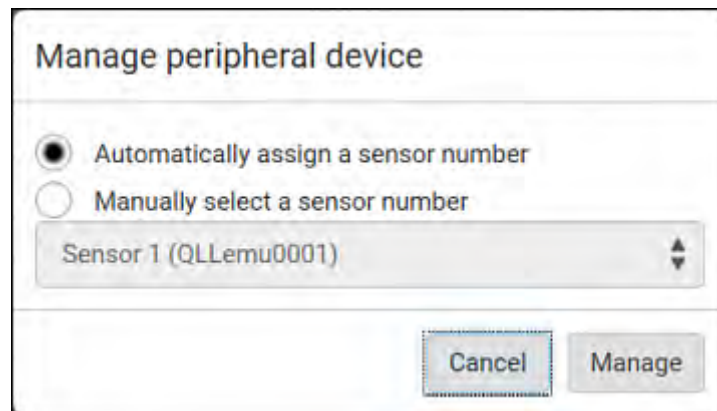 Manage peripheral device
Automatically assign a sensor number
Manually select a sensor number
Sensor 1 (QLLemu0001)
Cancel Manage